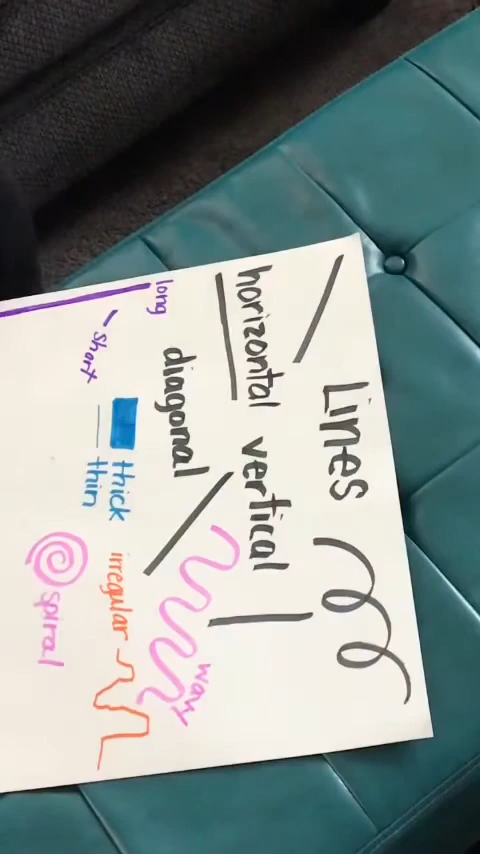 Lines
horizontal vertical
diagonal
wavy
long
short
thick
thin
irregular
spiral